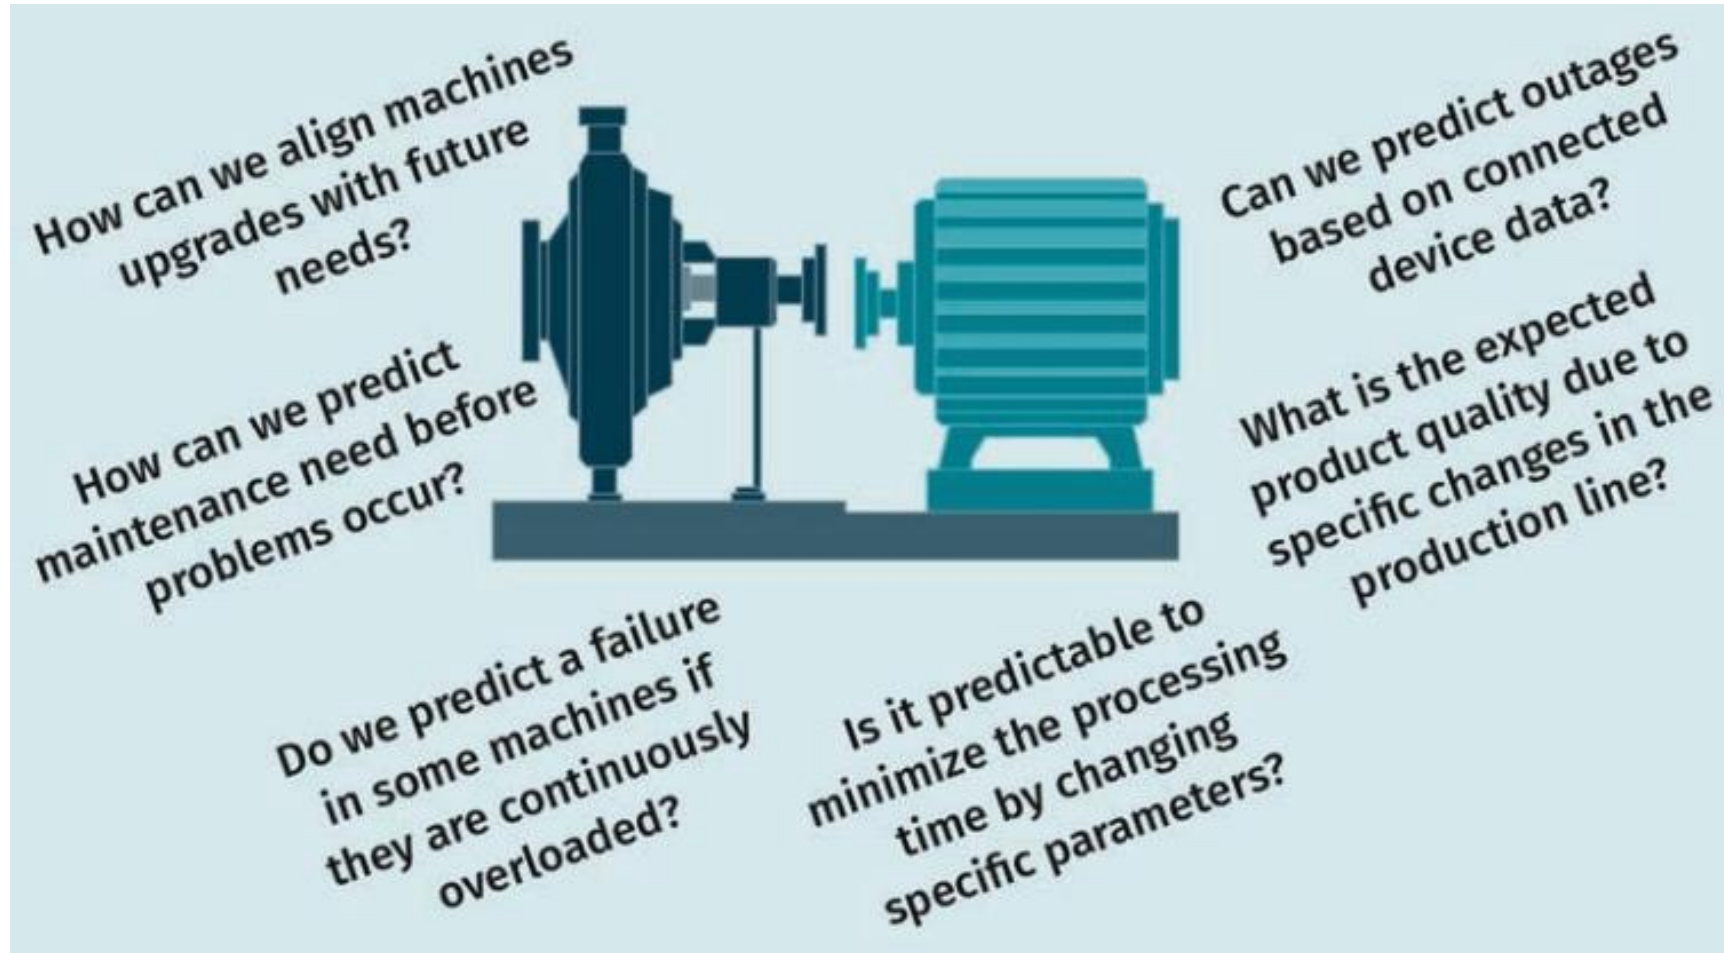 How can we align machines
upgrades with future
needs?
Can we predict outages
based on connected
device data?
How can we predict
maintenance need before
problems occur?
What is the expected
product quality due to
specific changes in the
production line?
Do we predict a failure
in some machines if
they are continuously
overloaded?
Is it predictable to
minimize the processing
time by changing
specific parameters?